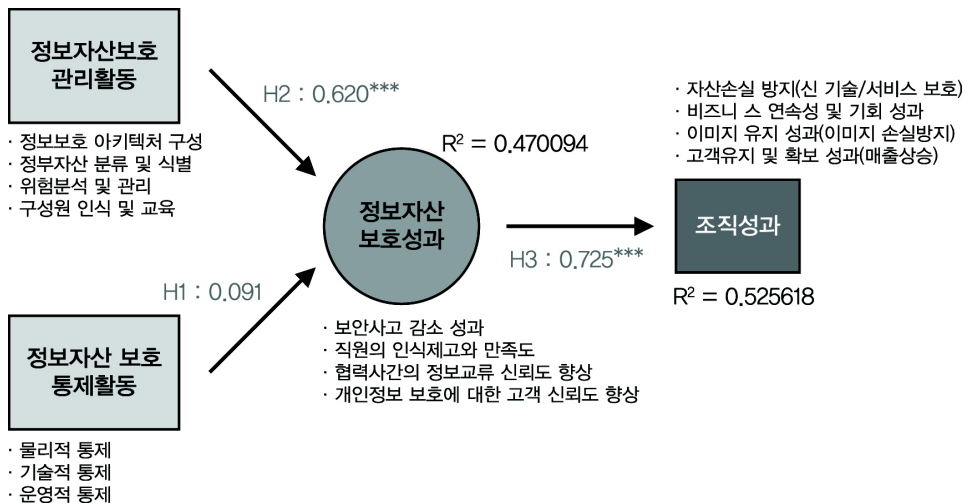 정보자산보호
관리활동
· 정보보호 아키텍처 구성
· 정부자산 분류 및 식별
· 위험분석 및 관리
· 구성원 인식 및 교육
H2 : 0.620***
H1 : 0.091
정보자산 보호
통제활동
· 물리적 통제
· 기술적 통제
· 운영적 통제
R² = 0.470094
정보자산
보호성과
· 보안사고 감소 성과
· 직원의 인식제고와 만족도
· 협력사간의 정보교류 신뢰도 향상
· 개인정보 보호에 대한 고객 신뢰도 향상
H3 : 0.725***
· 자산손실 방지(신 기술/서비스 보호)
· 비즈니 스 연속성 및 기회 성과
· 이미지 유지 성과(이미지 손실방지)
· 고객유지 및 확보 성과(매출상승)
조직성과
R² = 0.525618